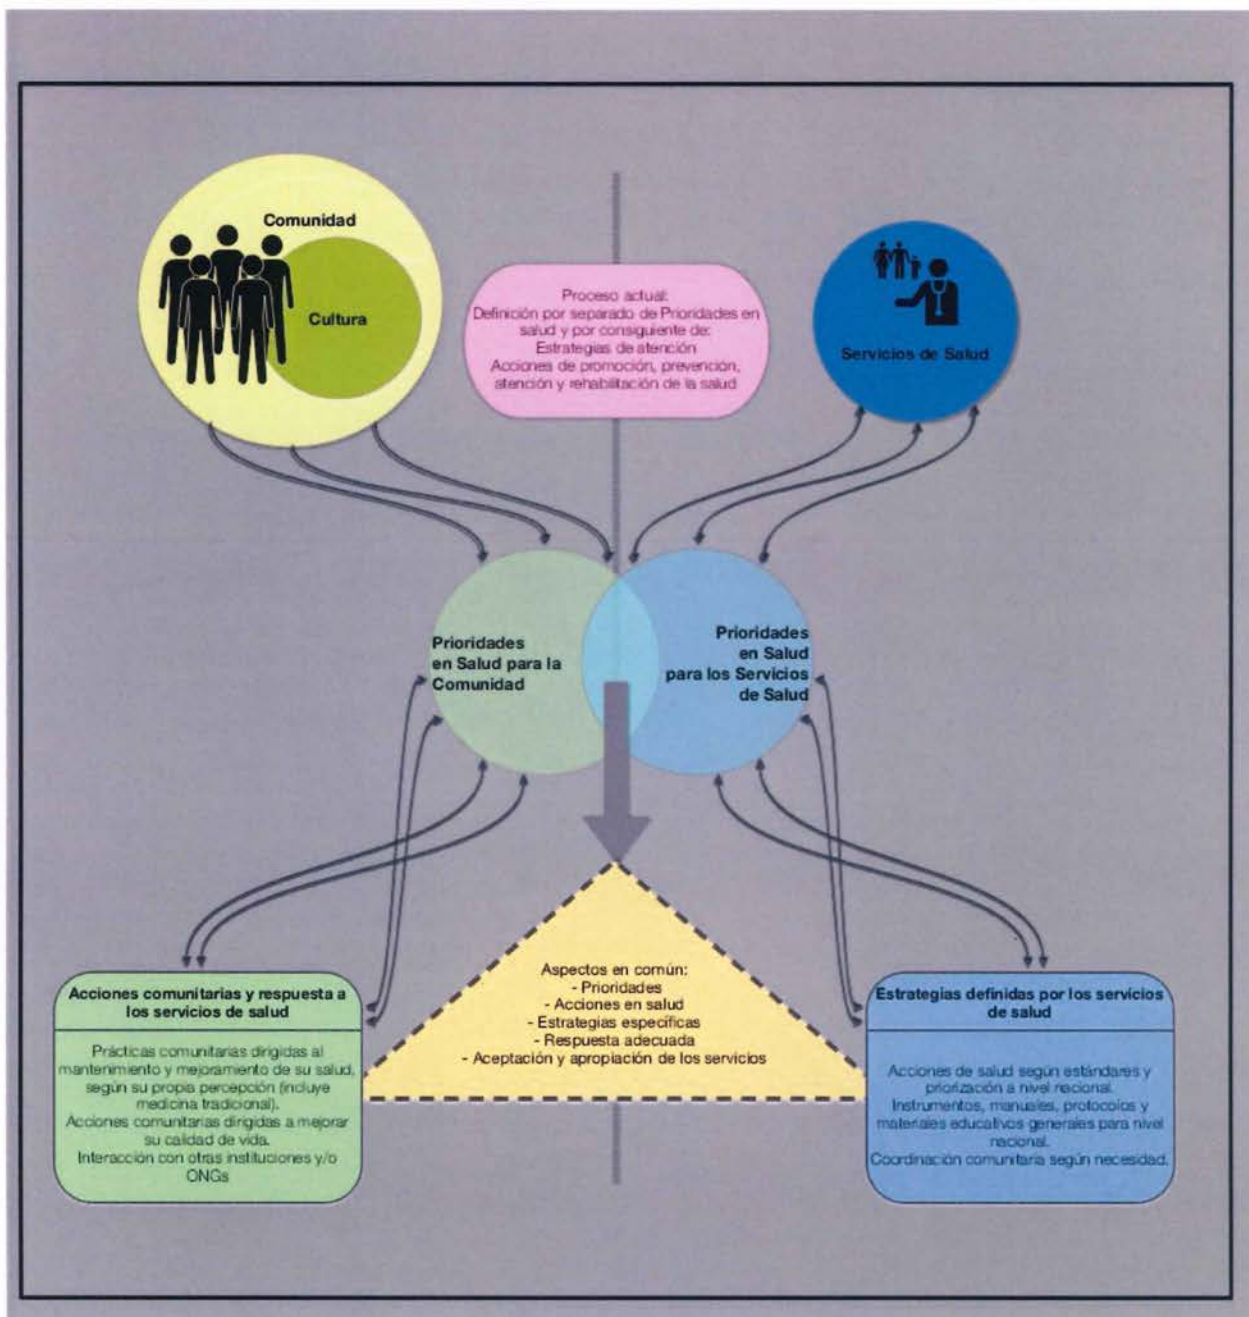 Comunidad
Cultura
Proceso actual:
Definición por separado de Prioridades en
salud y por consiguiente de:
Estrategias de atención
Acciones de promoción, prevención,
atención y rehabilitación de la salud
Servicios de Salud
Prioridades
en Salud para la
Comunidad
Prioridades
en Salud
para los Servicios
de Salud
Aspectos en común:
- Prioridades
- Acciones en salud
- Estrategias específicas
- Respuesta adecuada
- Aceptación y apropiación de los servicios
Acciones comunitarias y respuesta a
los servicios de salud
Prácticas comunitarias dirigidas al
mantenimiento y mejoramiento de su salud,
según su propia percepción (incluye
medicina tradicional).
Acciones comunitarias dirigidas a mejorar
su calidad de vida.
Interacción con otras instituciones y/o
ONGs
Estrategias definidas por los servicios
de salud
Acciones de salud según estándares y
priorización a nivel nacional.
Instrumentos, manuales, protocolos y
materiales educativos generales para nivel
nacional.
Coordinación comunitaria según necesidad.